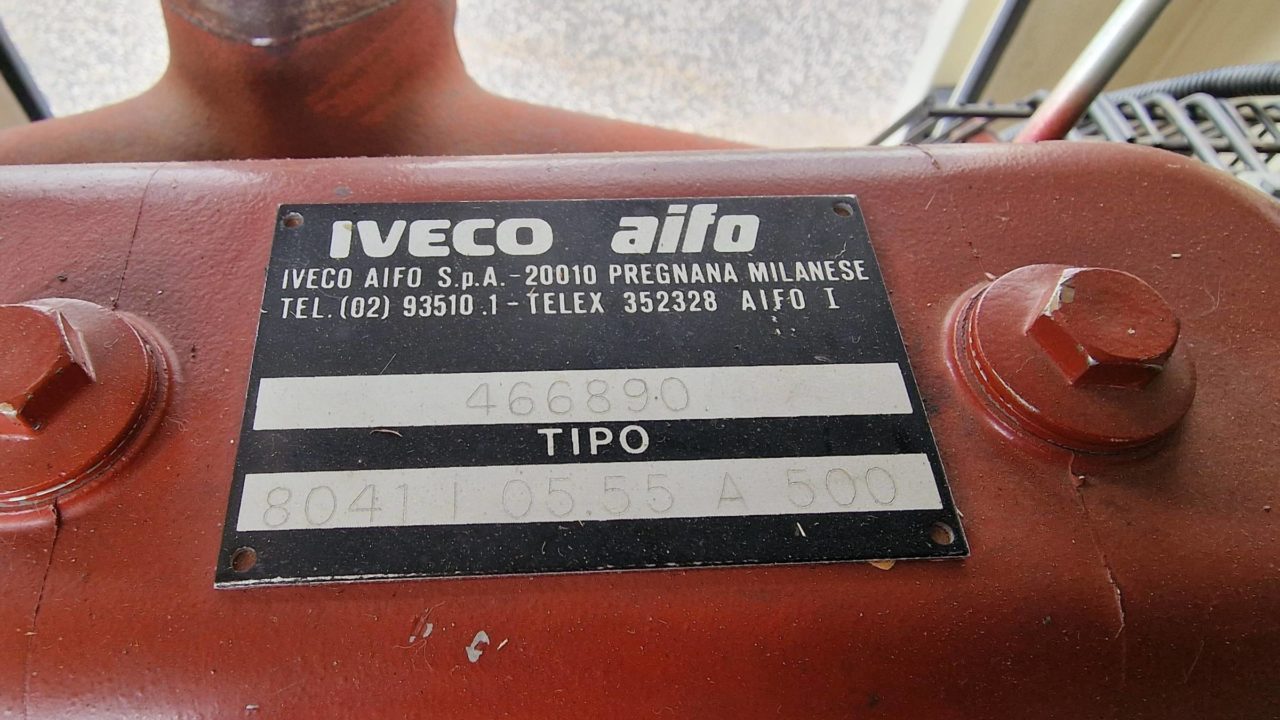 IVECO aifo
IVECO AIFO S.p.A. - 20010 PREGNANA MILANESE
TEL. (02) 93510.1 - TELEX 352328 AIFO I
466890
TIPO
8041 I 05.55 A 500